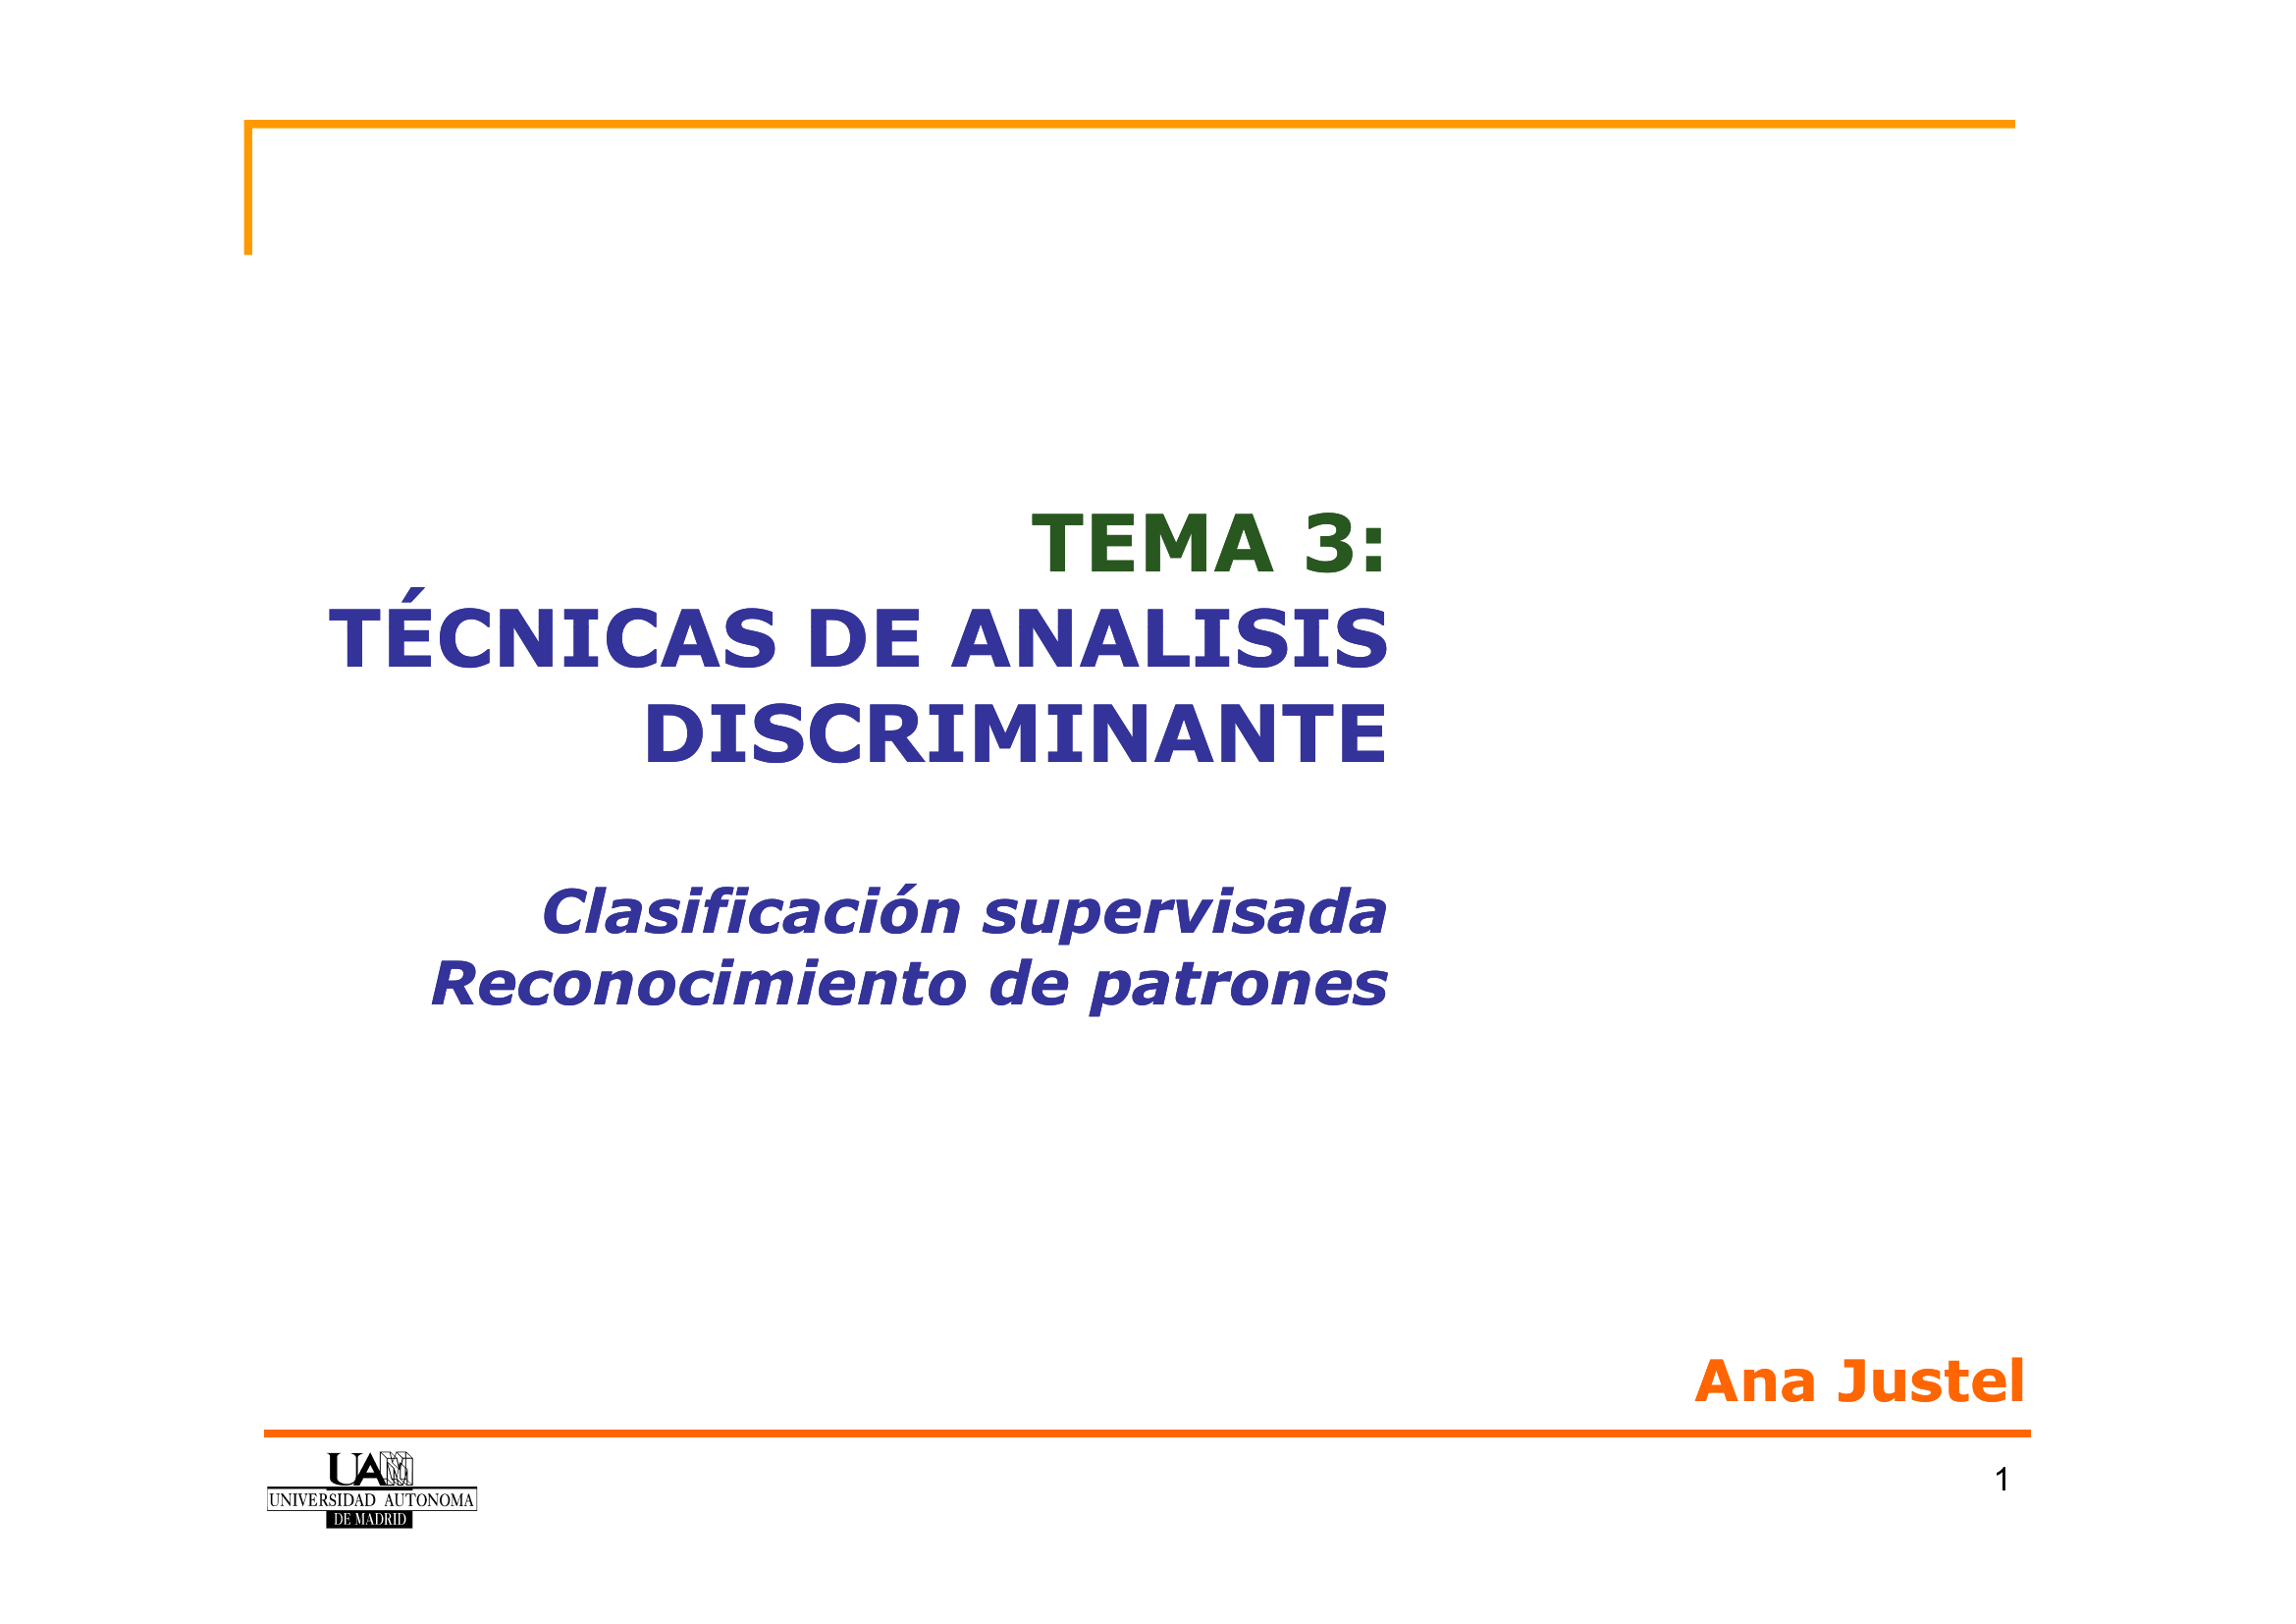 TEMA 3:
TÉCNICAS DE ANALISIS
DISCRIMINANTE
Clasificación supervisada
Reconocimiento de patrones
Ana Justel
UAM
UNIVERSIDAD AUTONOMA
DE MADRID
1